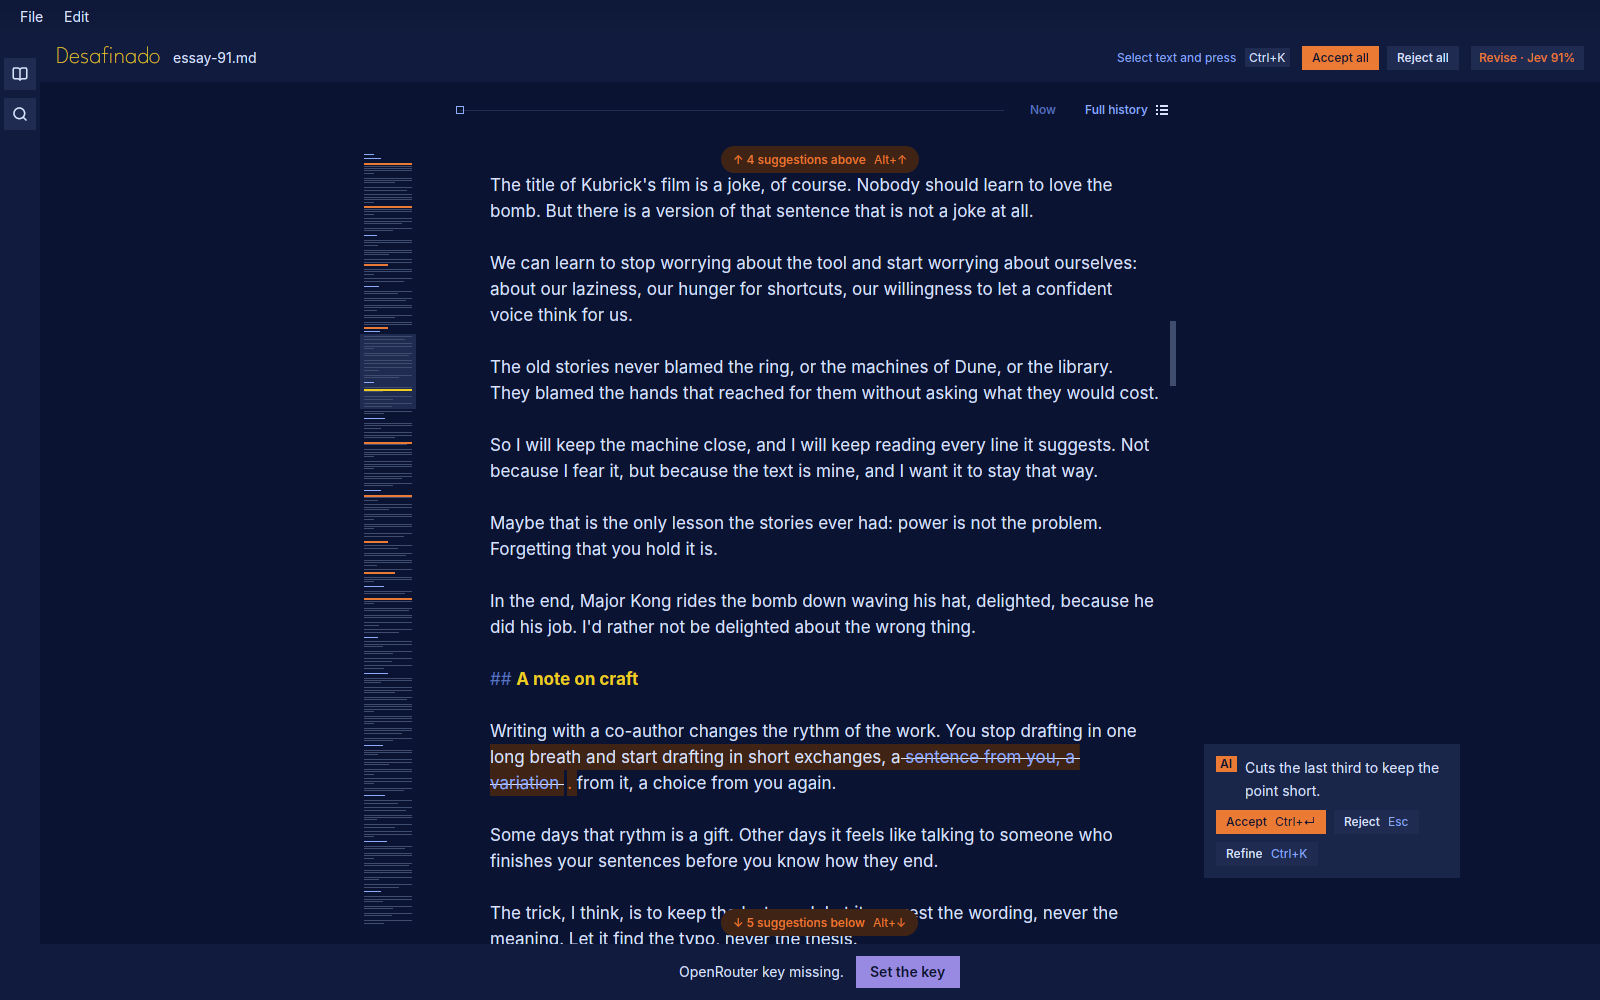 File Edit
Desafinado essay-91.md Select text and press Ctrl+K Accept all Reject all Revise · Jev 91%
Now Full history
↑ 4 suggestions above Alt+↑
The title of Kubrick's film is a joke, of course. Nobody should learn to love the
bomb. But there is a version of that sentence that is not a joke at all.
We can learn to stop worrying about the tool and start worrying about ourselves:
about our laziness, our hunger for shortcuts, our willingness to let a confident
voice think for us.
The old stories never blamed the ring, or the machines of Dune, or the library.
They blamed the hands that reached for them without asking what they would cost.
So I will keep the machine close, and I will keep reading every line it suggests. Not
because I fear it, but because the text is mine, and I want it to stay that way.
Maybe that is the only lesson the stories ever had: power is not the problem.
Forgetting that you hold it is.
In the end, Major Kong rides the bomb down waving his hat, delighted, because he
did his job. I'd rather not be delighted about the wrong thing.
## A note on craft
Writing with a co-author changes the rythm of the work. You stop drafting in one
long breath and start drafting in short exchanges, a sentence from you, a
variation . from it, a choice from you again.
AI Cuts the last third to keep the
point short.
Accept Ctrl+↵ Reject Esc
Refine Ctrl+K
Some days that rythm is a gift. Other days it feels like talking to someone who
finishes your sentences before you know how they end.
The trick, I think, is to keep the wording, never the
↓ 5 suggestions below Alt+↓
meaning. Let it find the typo, never the thesis.
OpenRouter key missing. Set the key